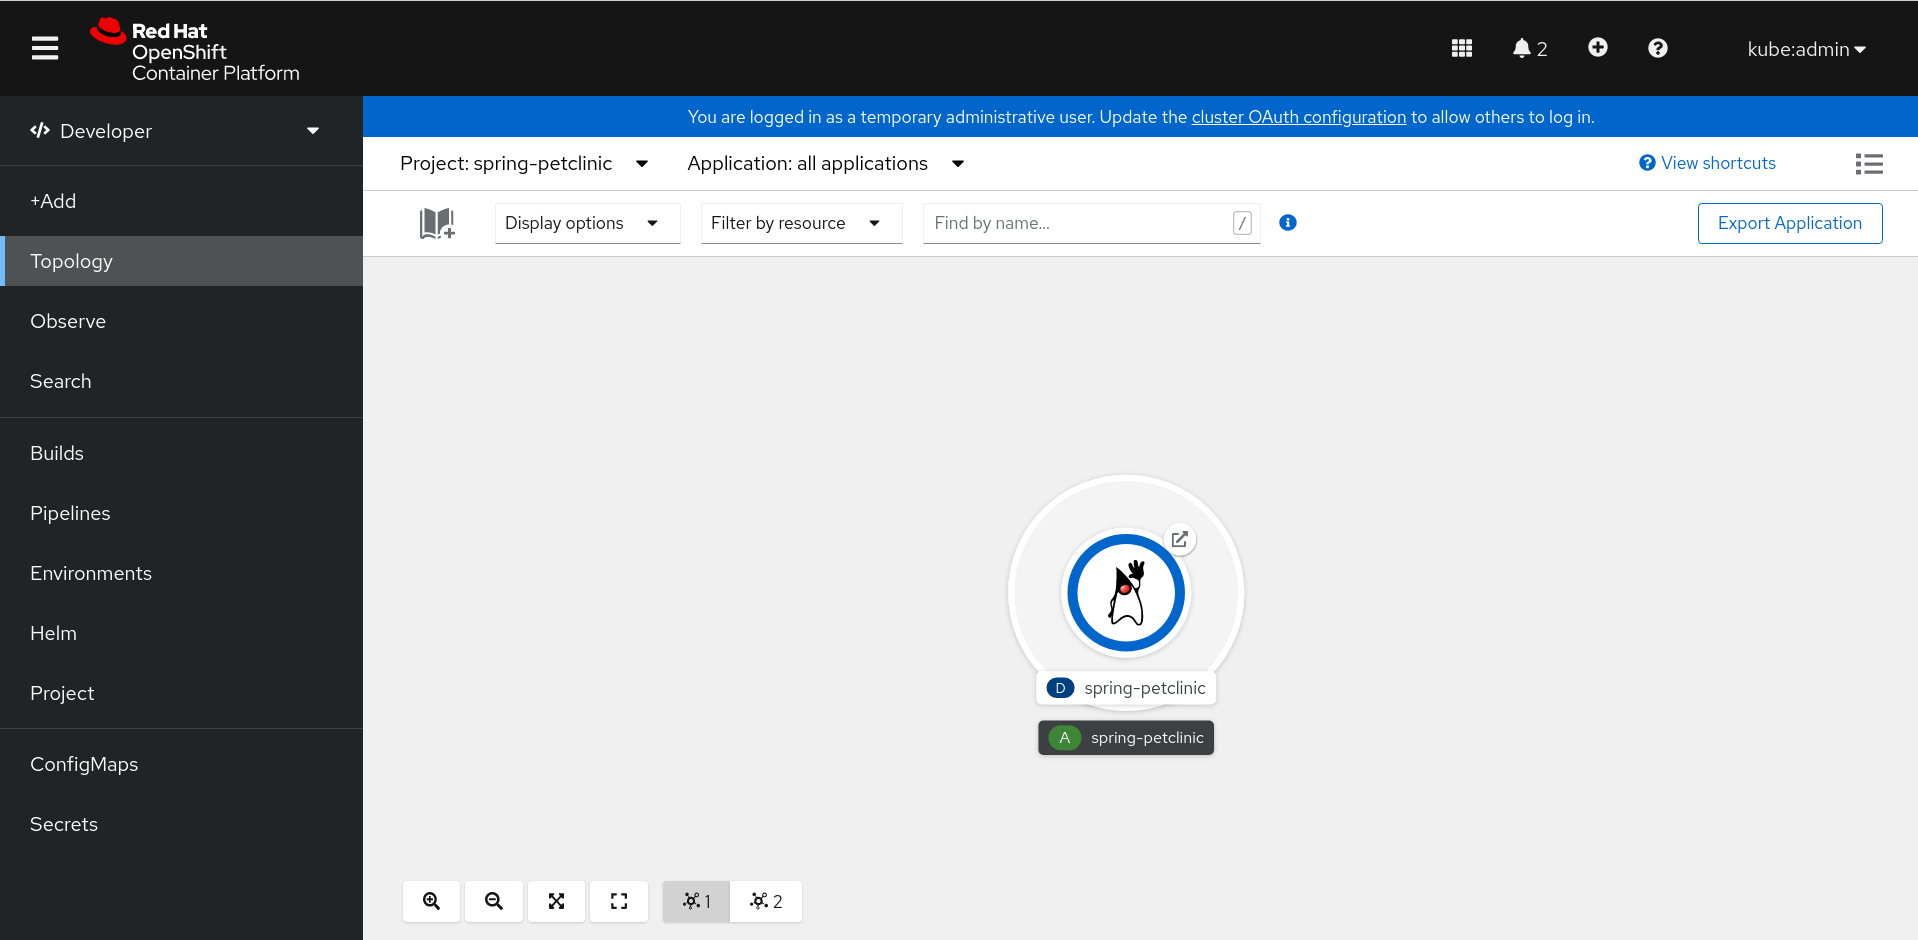 Red Hat
OpenShift
Container Platform
2
kube:admin
Developer
You are logged in as a temporary administrative user. Update the cluster OAuth configuration to allow others to log in.
Project: spring-petclinic
Application: all applications
View shortcuts
+Add
Topology
Observe
Search
Builds
Pipelines
Environments
Helm
Project
ConfigMaps
Secrets
Display options
Filter by resource
Find by name...
/
Export Application
D spring-petclinic
A spring-petclinic
1
2